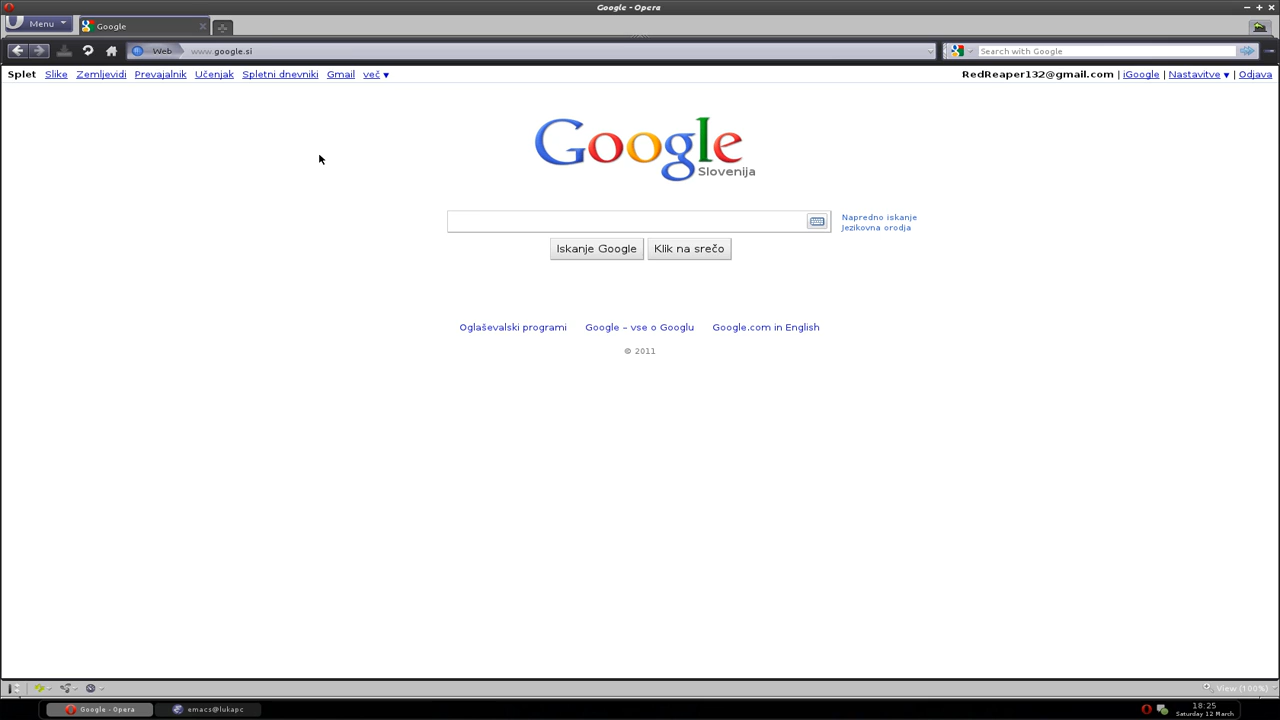 Google - Opera
Menu Google
Web www.google.si Search with Google
Splet Slike Zemljevidi Prevajalnik Učenjak Spletni dnevniki Gmail več ▼ RedReaper132@gmail.com | iGoogle | Nastavitve ▼ | Odjava
Google
Slovenija
Napredno iskanje
Jezikovna orodja
Iskanje Google Klik na srečo
Oglaševalski programi Google – vse o Googlu Google.com in English
© 2011
View (100%)
Google - Opera emacs@lukapc 18:25
Saturday 12 March